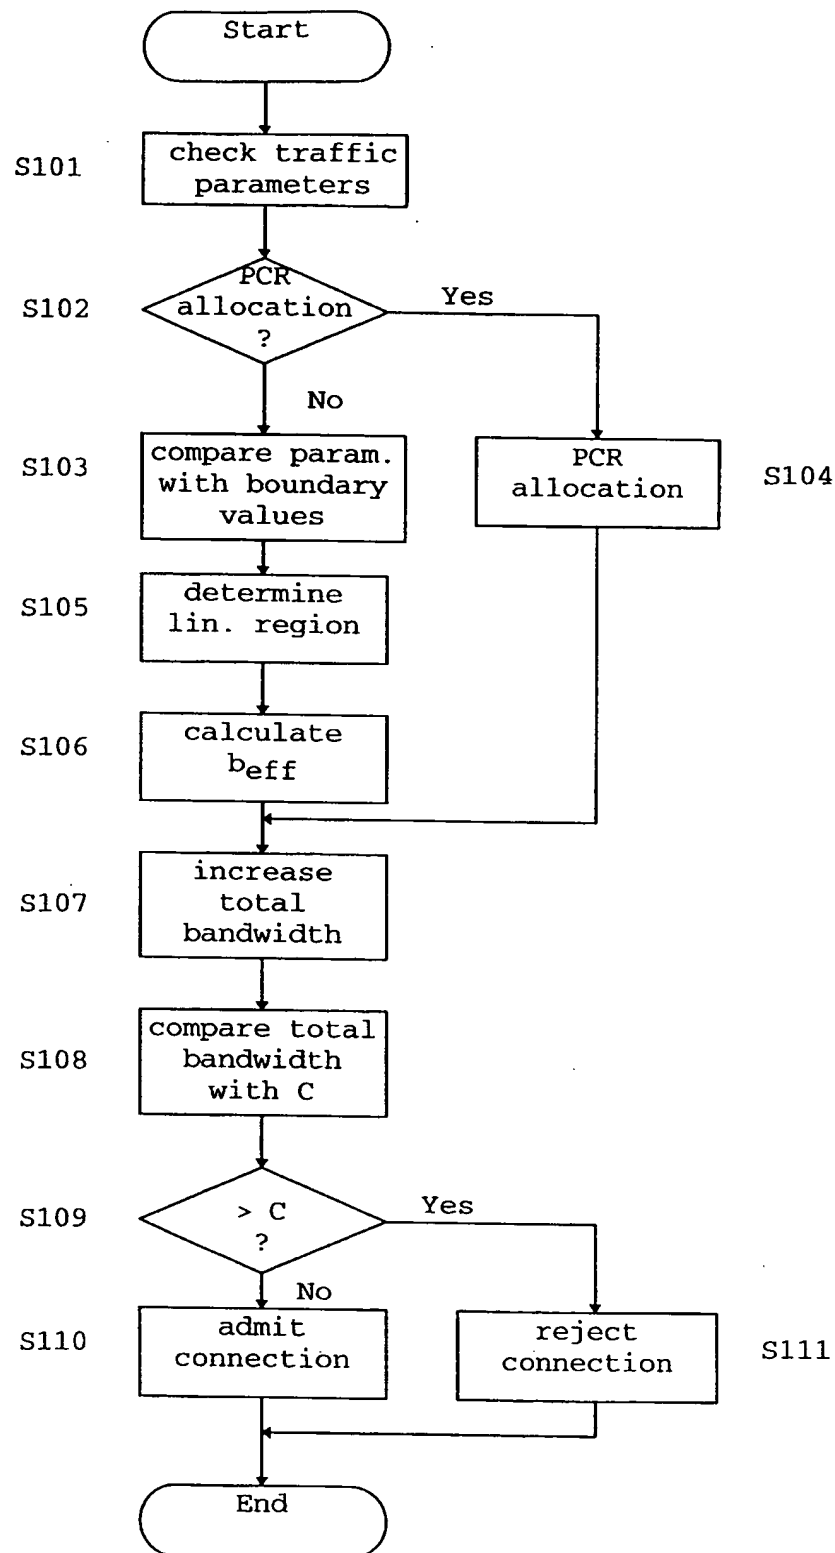 Start
S101
check traffic
parameters
S102
PCR
allocation
?
Yes
No
S103
compare param.
with boundary
values
PCR
allocation
S104
S105
determine
lin. region
S106
calculate
beff
S107
increase
total
bandwidth
S108
compare total
bandwidth
with C
S109
> C
?
Yes
No
S110
admit
connection
reject
connection
S111
End